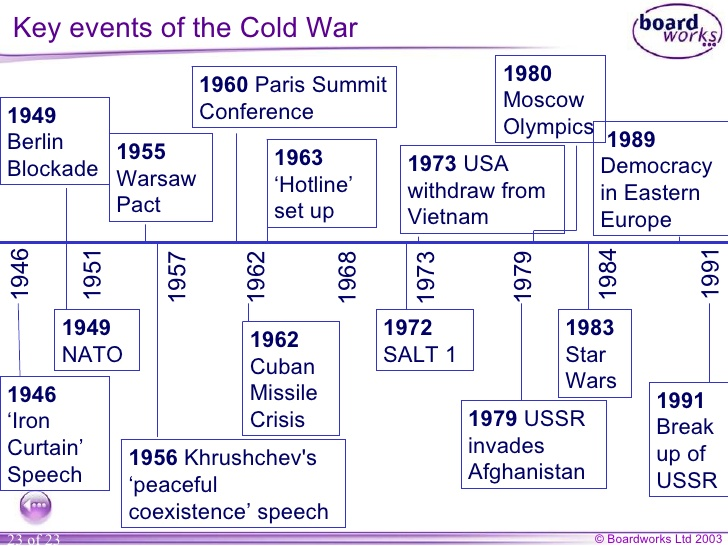 Key events of the Cold War
board
works
1960 Paris Summit
Conference
1980
Moscow
Olympics
1949
Berlin
Blockade
1955
Warsaw
Pact
1963
‘Hotline’
set up
1973 USA
withdraw from
Vietnam
1989
Democracy
in Eastern
Europe
1946
1951
1957
1962
1968
1973
1979
1984
1991
1949
NATO
1962
Cuban
Missile
Crisis
1972
SALT 1
1983
Star
Wars
1946
‘Iron
Curtain’
Speech
1956 Khrushchev's
‘peaceful
coexistence’ speech
1979 USSR
invades
Afghanistan
1991
Break
up of
USSR
23 of 23
© Boardworks Ltd 2003